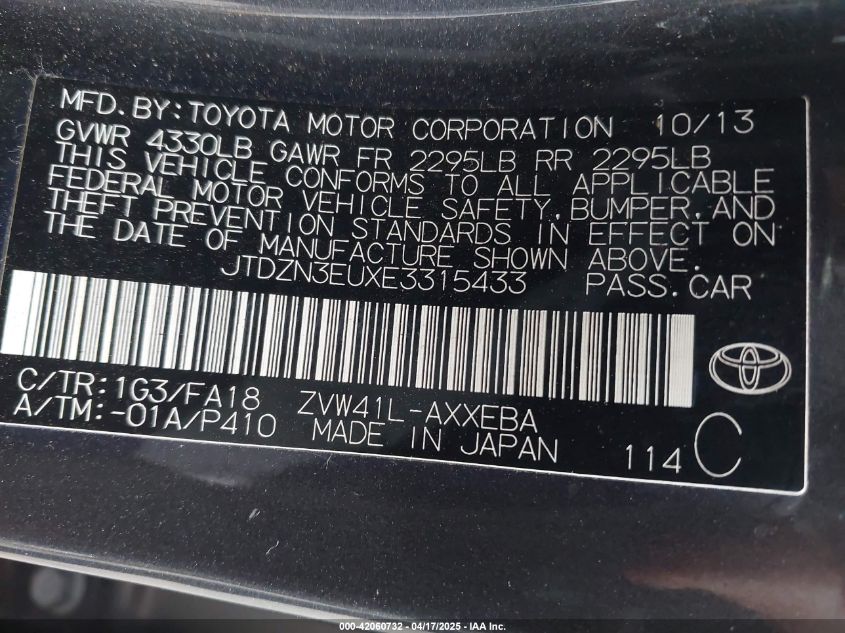 MFD.BY:TOYOTA MOTOR CORPORATION 10/13
GVWR 4330LB GAWR FR 2295LB RR 2295LB
THIS VEHICLE CONFORMS TO ALL APPLICABLE
FEDERAL MOTOR VEHICLE SAFETY,BUMPER,AND
THEFT PREVENTION STANDARDS IN EFFECT ON
THE DATE OF MANUFACTURE SHOWN ABOVE.
JTDZN3EUXE3315433 PASS.CAR
C/TR:1G3/FA18 ZVW41L-AXXEBA
A/TM:-01A/P410 MADE IN JAPAN 114 C
000-42060732 - 04/17/2025 - IAA, Inc.